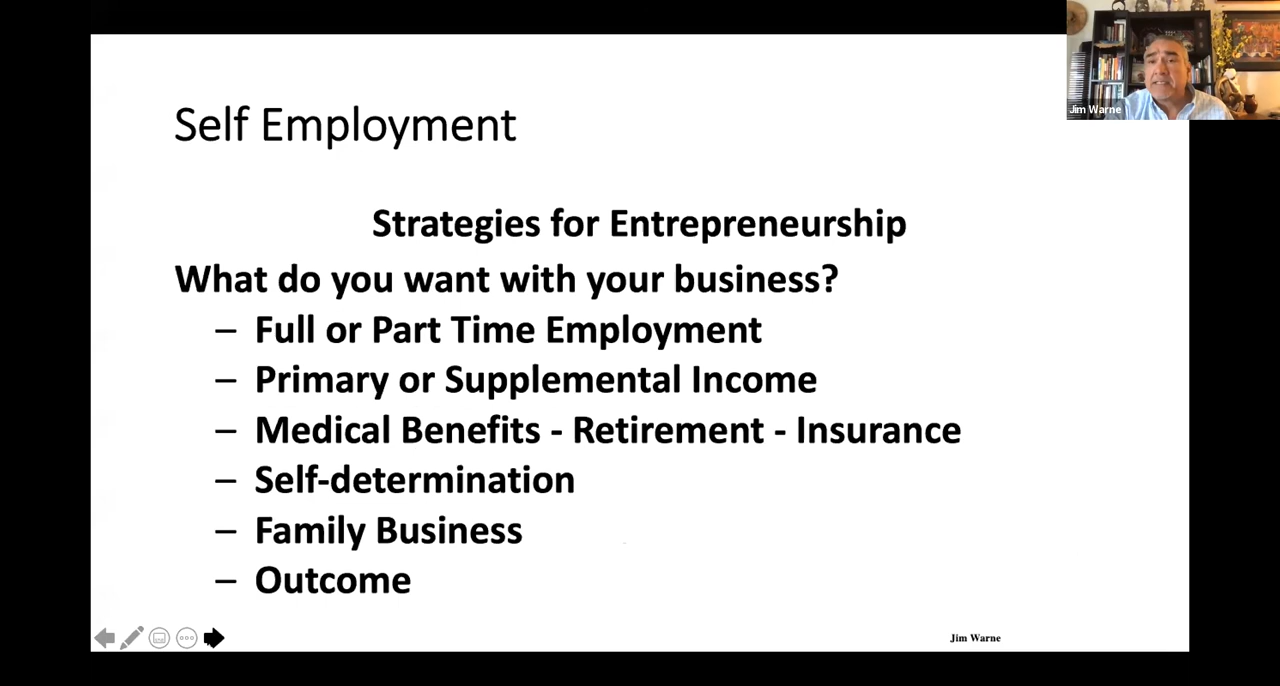 Jim Warne
Self Employment
Strategies for Entrepreneurship
What do you want with your business?
– Full or Part Time Employment
– Primary or Supplemental Income
– Medical Benefits - Retirement - Insurance
– Self-determination
– Family Business
– Outcome
Jim Warne